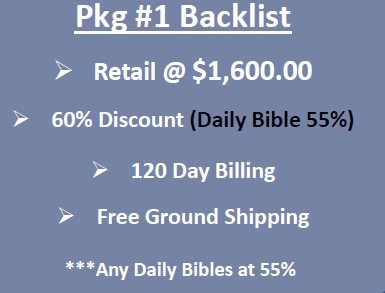 Pkg #1 Backlist
➢ Retail @ $1,600.00
➢ 60% Discount (Daily Bible 55%)
➢ 120 Day Billing
➢ Free Ground Shipping
***Any Daily Bibles at 55%